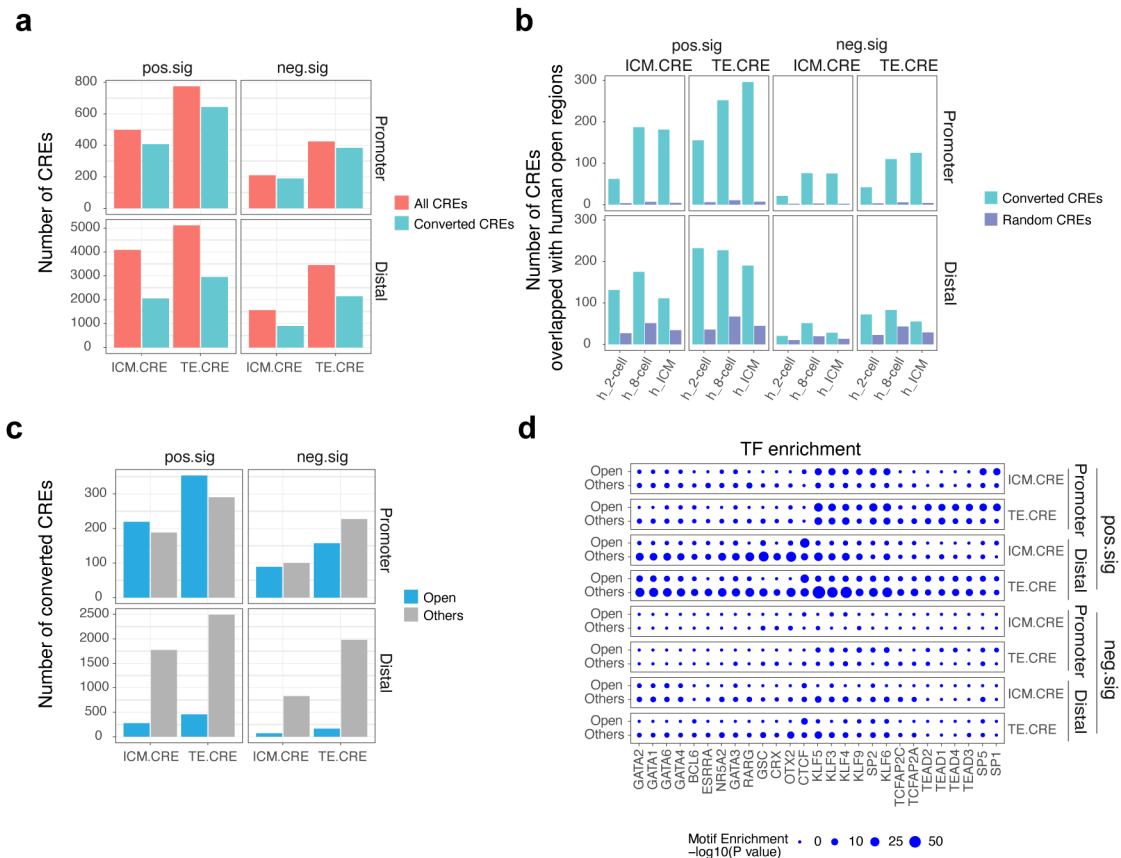 a
pos.sig
neg.sig
Number of CREs
800
600
400
200
0
Promoter
5000
4000
3000
2000
1000
0
Distal
ICM.CRE
TE.CRE
ICM.CRE
TE.CRE
All CREs
Converted CREs
b
pos.sig
neg.sig
ICM.CRE
TE.CRE
ICM.CRE
TE.CRE
Number of CREs
overlapped with human open regions
300
200
100
0
Promoter
300
200
100
0
Distal
h_2-cell
h_8-cell
h_ICM
h_2-cell
h_8-cell
h_ICM
h_2-cell
h_8-cell
h_ICM
h_2-cell
h_8-cell
h_ICM
Converted CREs
Random CREs
c
pos.sig
neg.sig
Number of converted CREs
300
200
100
0
Promoter
2500
2000
1500
1000
500
0
Distal
ICM.CRE
TE.CRE
ICM.CRE
TE.CRE
Open
Others
d
TF enrichment
Open
Others
ICM.CRE
Open
Others
TE.CRE
Promoter
Open
Others
ICM.CRE
Open
Others
TE.CRE
Distal
pos.sig
Open
Others
ICM.CRE
Open
Others
TE.CRE
Promoter
Open
Others
ICM.CRE
Open
Others
TE.CRE
Distal
neg.sig
GATA2
GATA1
GATA6
GATA4
BCL6
ESRRA
NR5A2
GATA3
RARG
GSC
CRX
OTX2
CTCF
KLF5
KLF3
KLF4
KLF9
SP2
KLF6
TCFAP2C
TCFAP2A
TEAD2
TEAD1
TEAD4
TEAD3
SP5
SP1
Motif Enrichment
−log10(P value)
0
10
25
50